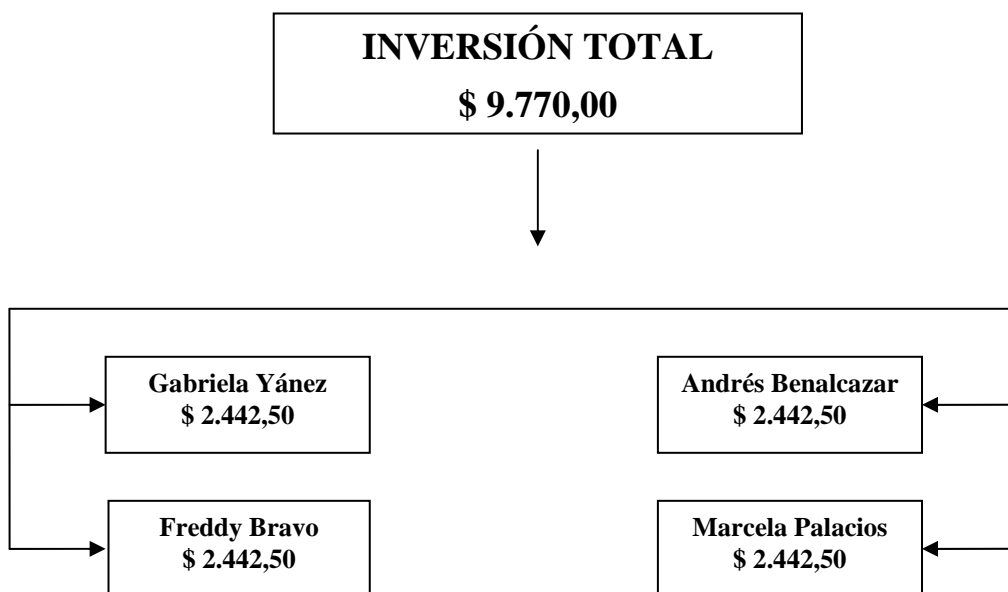 INVERSIÓN TOTAL
$ 9.770,00
Gabriela Yánez
$ 2.442,50
Andrés Benalcazar
$ 2.442,50
Freddy Bravo
$ 2.442,50
Marcela Palacios
$ 2.442,50